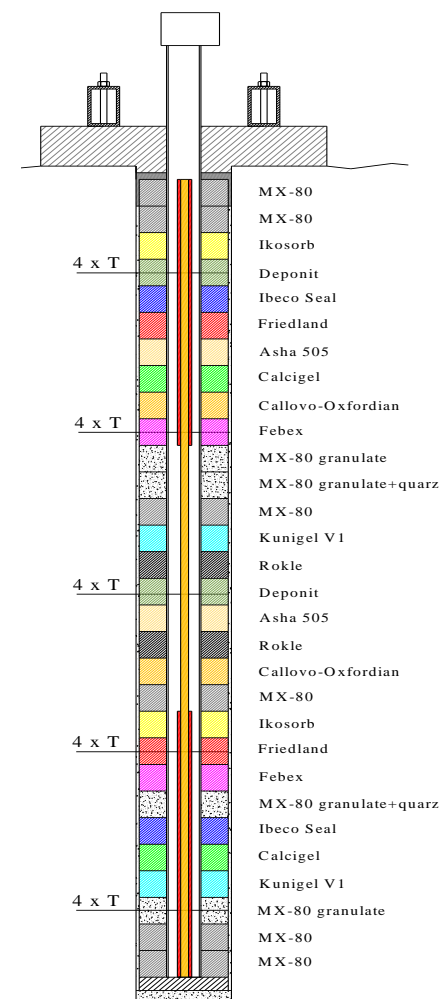 MX-80
MX-80
Ikosorb
4 x T
Deponit
Ibeco Seal
Friedland
Asha 505
Calcigel
Callovo-Oxfordian
4 x T
Febex
MX-80 granulate
MX-80 granulate+quarz
MX-80
Kunigel V1
Rokle
4 x T
Deponit
Asha 505
Rokle
Callovo-Oxfordian
MX-80
Ikosorb
4 x T
Friedland
Febex
MX-80 granulate+quarz
Ibeco Seal
Calcigel
Kunigel V1
4 x T
MX-80 granulate
MX-80
MX-80